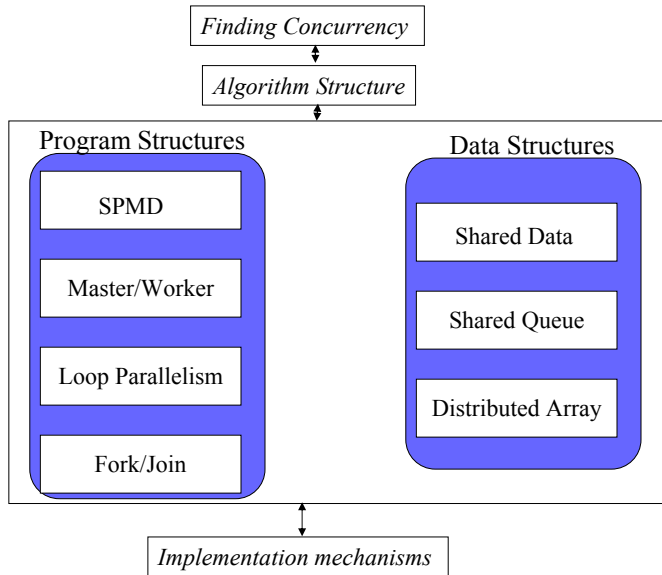 Finding Concurrency
Algorithm Structure
Program Structures
SPMD
Master/Worker
Loop Parallelism
Fork/Join
Data Structures
Shared Data
Shared Queue
Distributed Array
Implementation mechanisms